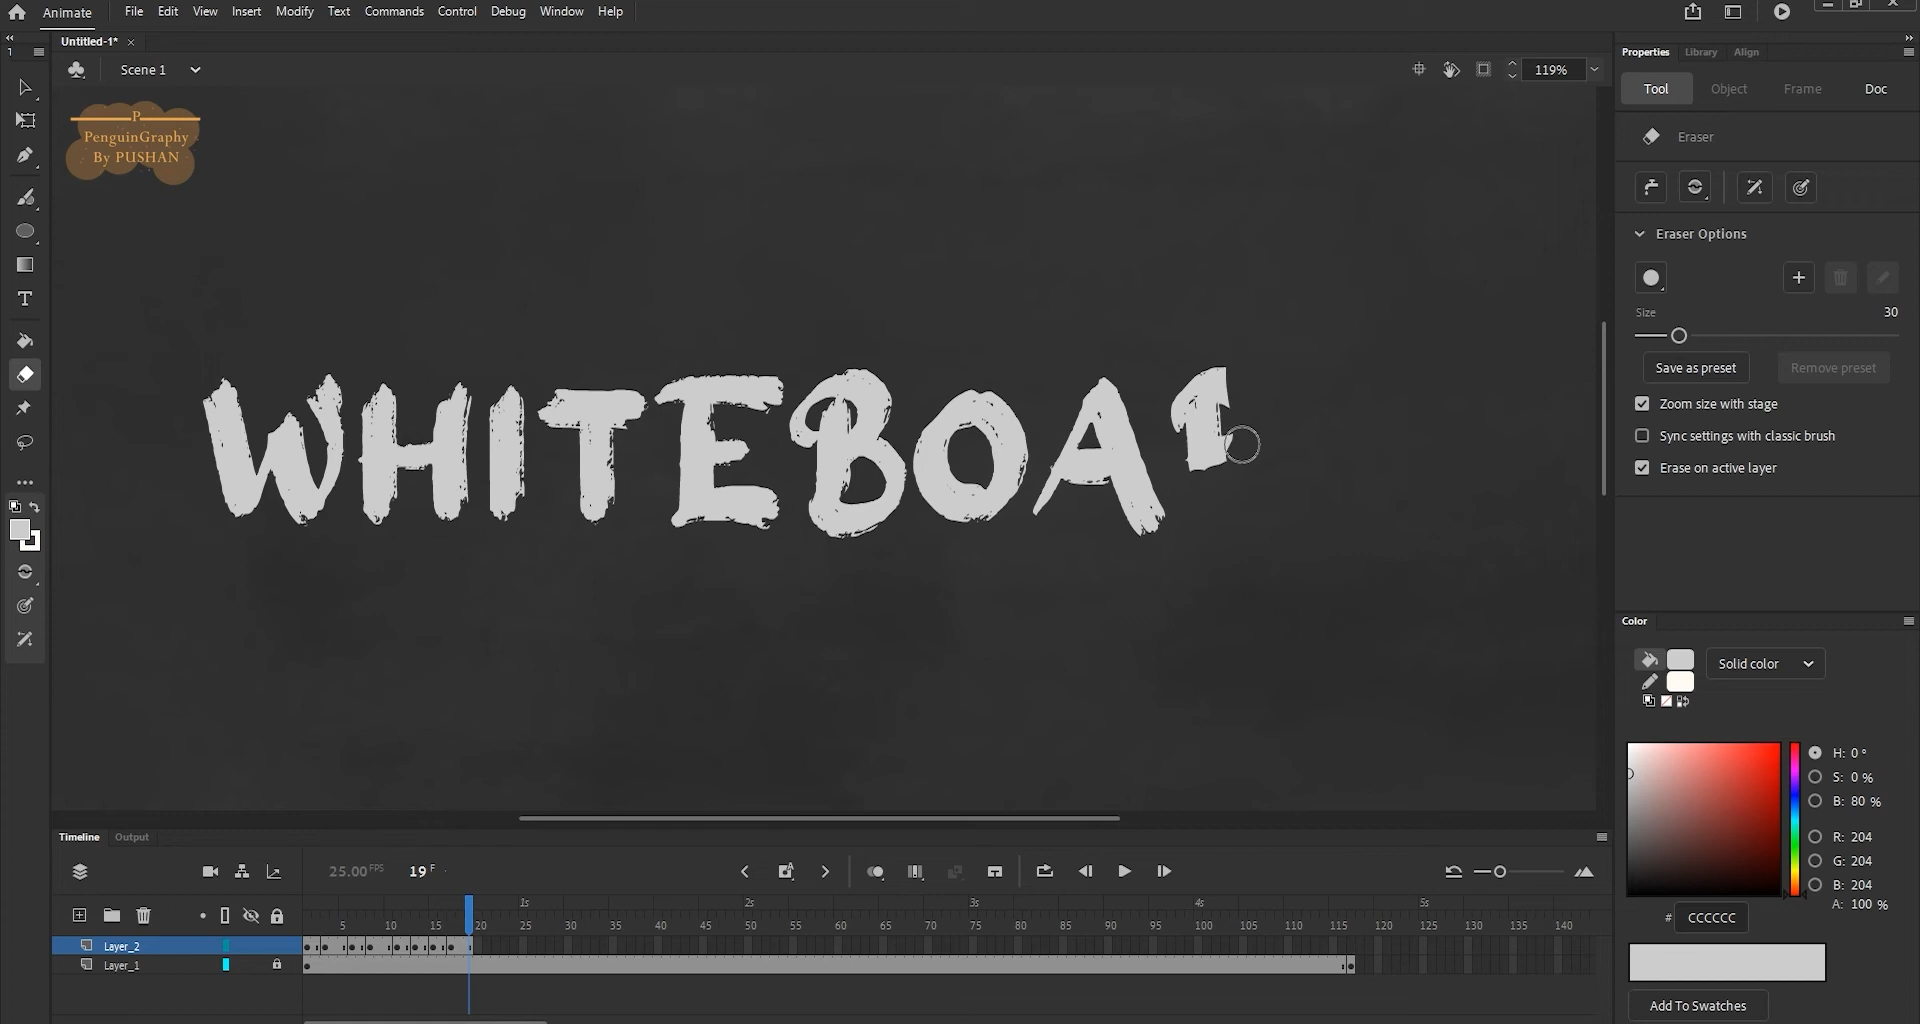 Animate File Edit View Insert Modify Text Commands Control Debug Window Help
Untitled-1* ×
Scene 1
119%
P
PenguinGraphy
By PUSHAN
WHITEBOA
Properties Library Align
Tool Object Frame Doc
Eraser
Eraser Options
Size 30
Save as preset Remove preset
Zoom size with stage
Sync settings with classic brush
Erase on active layer
Color
Solid color
H: 0 °
S: 0 %
B: 80 %
R: 204
G: 204
B: 204
A: 100 %
# CCCCCC
Add To Swatches
Timeline Output
25.00 FPS 19 F
1s 2s 3s 4s 5s
5 10 15 20 25 30 35 40 45 50 55 60 65 70 75 80 85 90 95 100 105 110 115 120 125 130 135 140
Layer_2
Layer_1